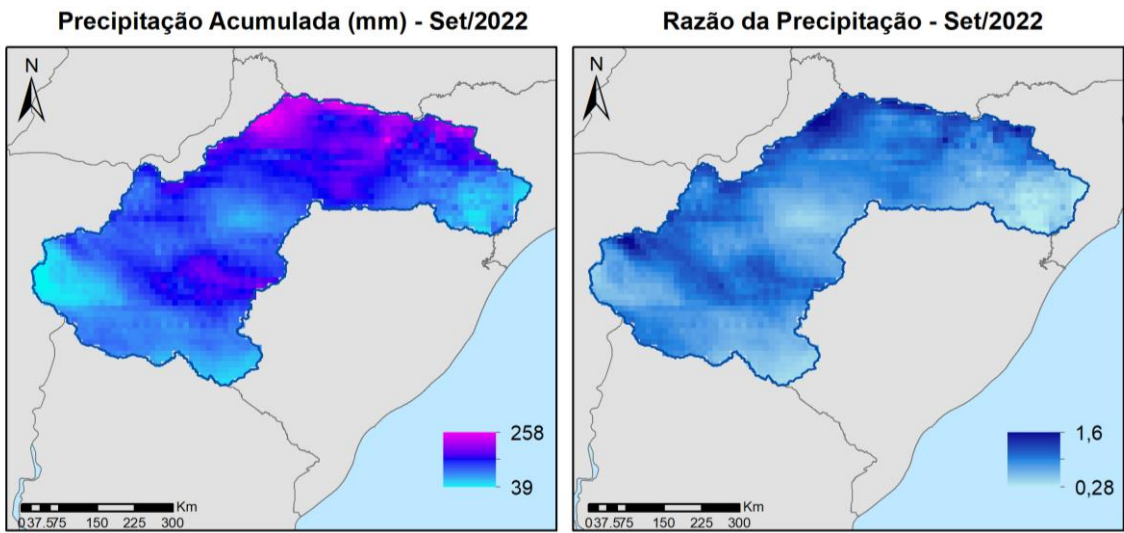 Precipitação Acumulada (mm) - Set/2022
N
258
39
Km
037.575 150 225 300
Razão da Precipitação - Set/2022
N
1,6
0,28
Km
037.575 150 225 300